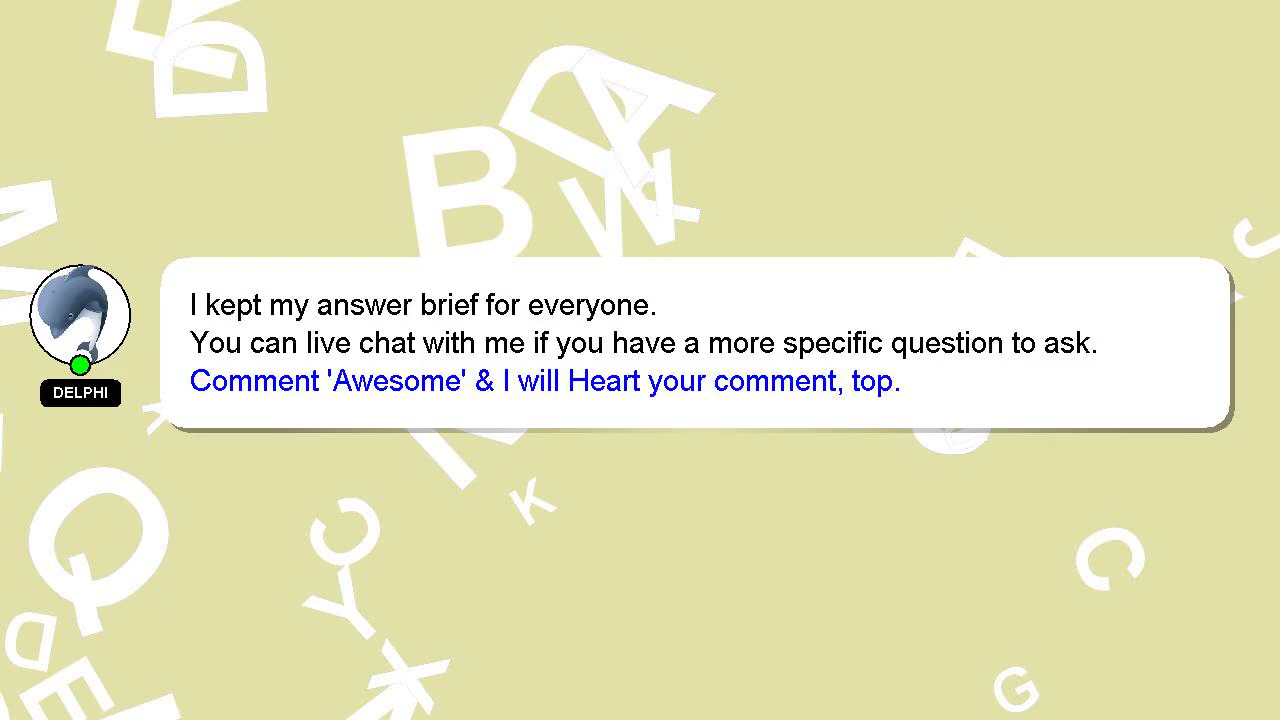 I kept my answer brief for everyone.
You can live chat with me if you have a more specific question to ask.
Comment 'Awesome' & I will Heart your comment, top.
DELPHI
B
A
W
J
Q
K
C
Y
C
D
E
X
G
D